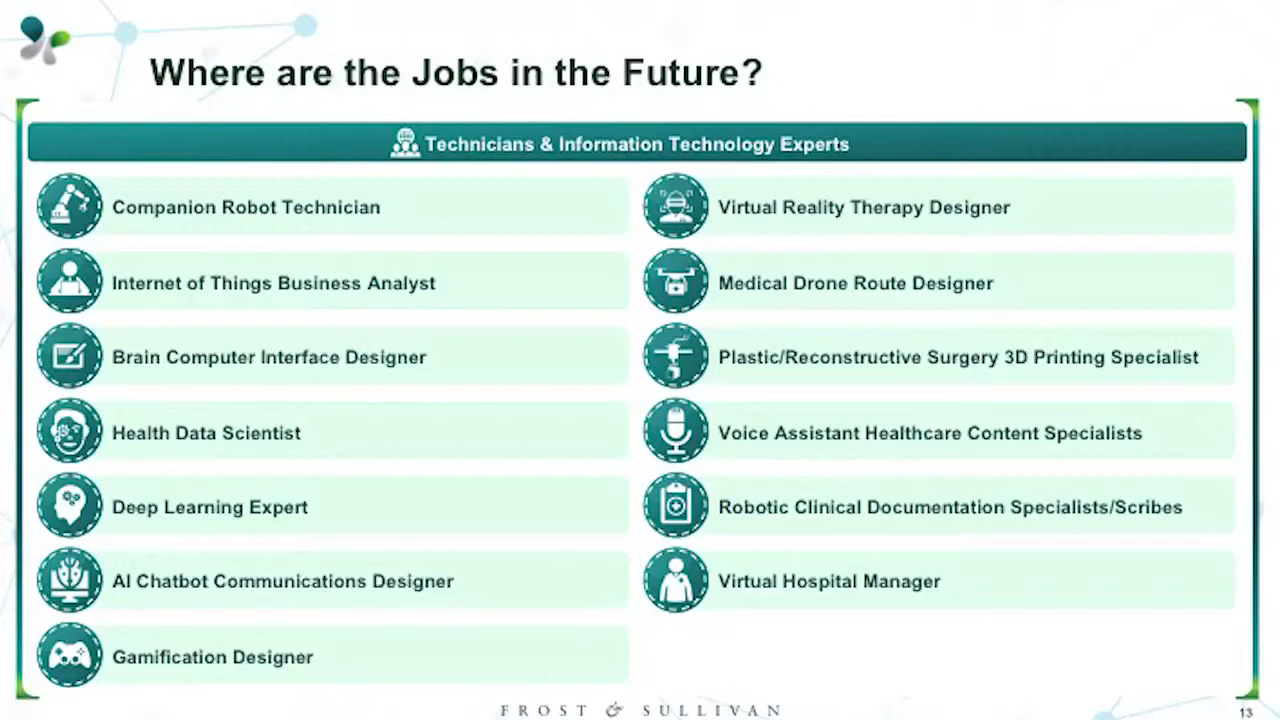 Where are the Jobs in the Future?
Technicians & Information Technology Experts
Companion Robot Technician
Internet of Things Business Analyst
Brain Computer Interface Designer
Health Data Scientist
Deep Learning Expert
AI Chatbot Communications Designer
Gamification Designer
Virtual Reality Therapy Designer
Medical Drone Route Designer
Plastic/Reconstructive Surgery 3D Printing Specialist
Voice Assistant Healthcare Content Specialists
Robotic Clinical Documentation Specialists/Scribes
Virtual Hospital Manager
FROST & SULLIVAN
13